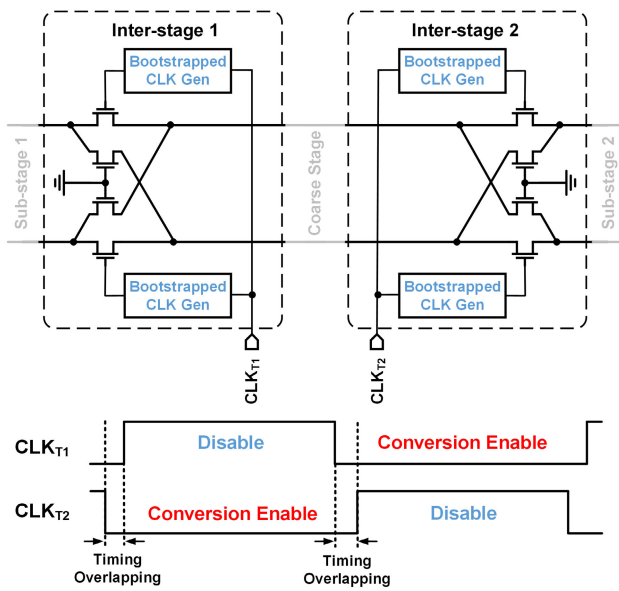 Inter-stage 1
Inter-stage 2
Bootstrapped
CLK Gen
Bootstrapped
CLK Gen
Sub-stage 1
Coarse Stage
Sub-stage 2
Bootstrapped
CLK Gen
Bootstrapped
CLK Gen
CLKT1
CLKT2
CLKT1
Disable
Conversion Enable
CLKT2
Conversion Enable
Disable
Timing
Overlapping
Timing
Overlapping